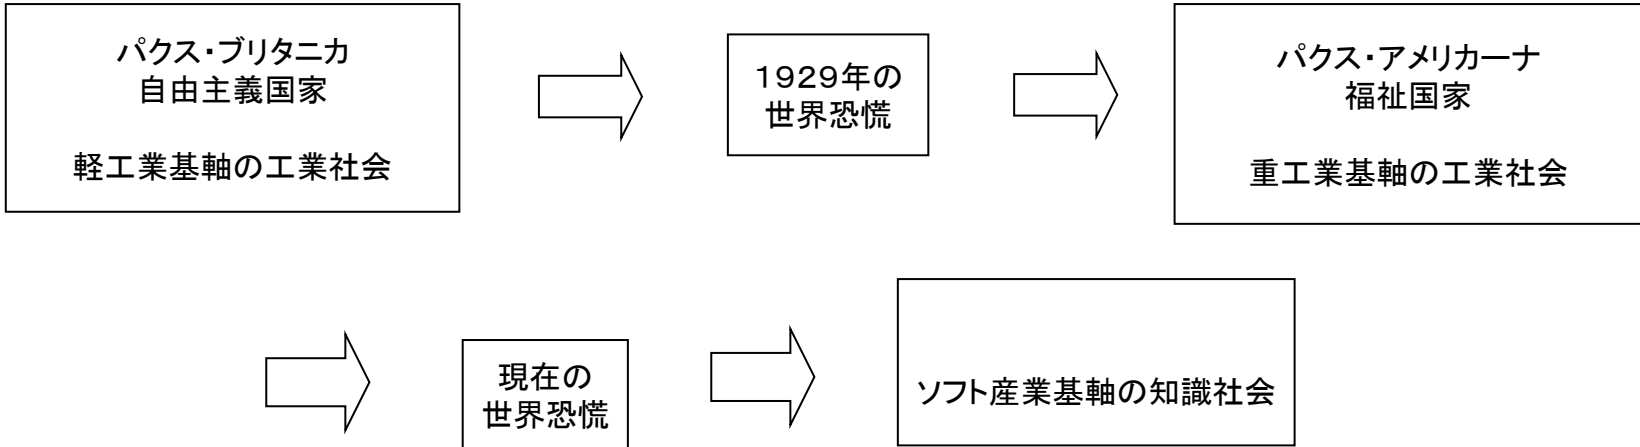 パクス・ブリタニカ
自由主義国家
軽工業基軸の工業社会
1929年の
世界恐慌
パクス・アメリカーナ
福祉国家
重工業基軸の工業社会
現在の
世界恐慌
ソフト産業基軸の知識社会